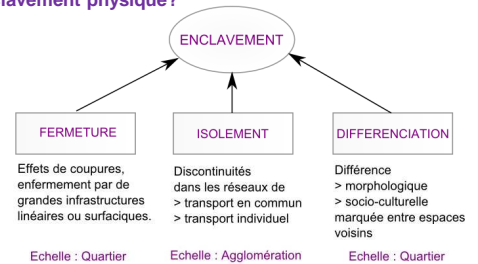 clavement physique?
ENCLAVEMENT
FERMETURE
ISOLEMENT
DIFFERENCIATION
Effets de coupures,
enfermement par de
grandes infrastructures
linéaires ou surfaciques.
Discontinuités
dans les réseaux de
> transport en commun
> transport individuel
Différence
> morphologique
> socio-culturelle
marquée entre espaces
voisins
Echelle : Quartier
Echelle : Agglomération
Echelle : Quartier